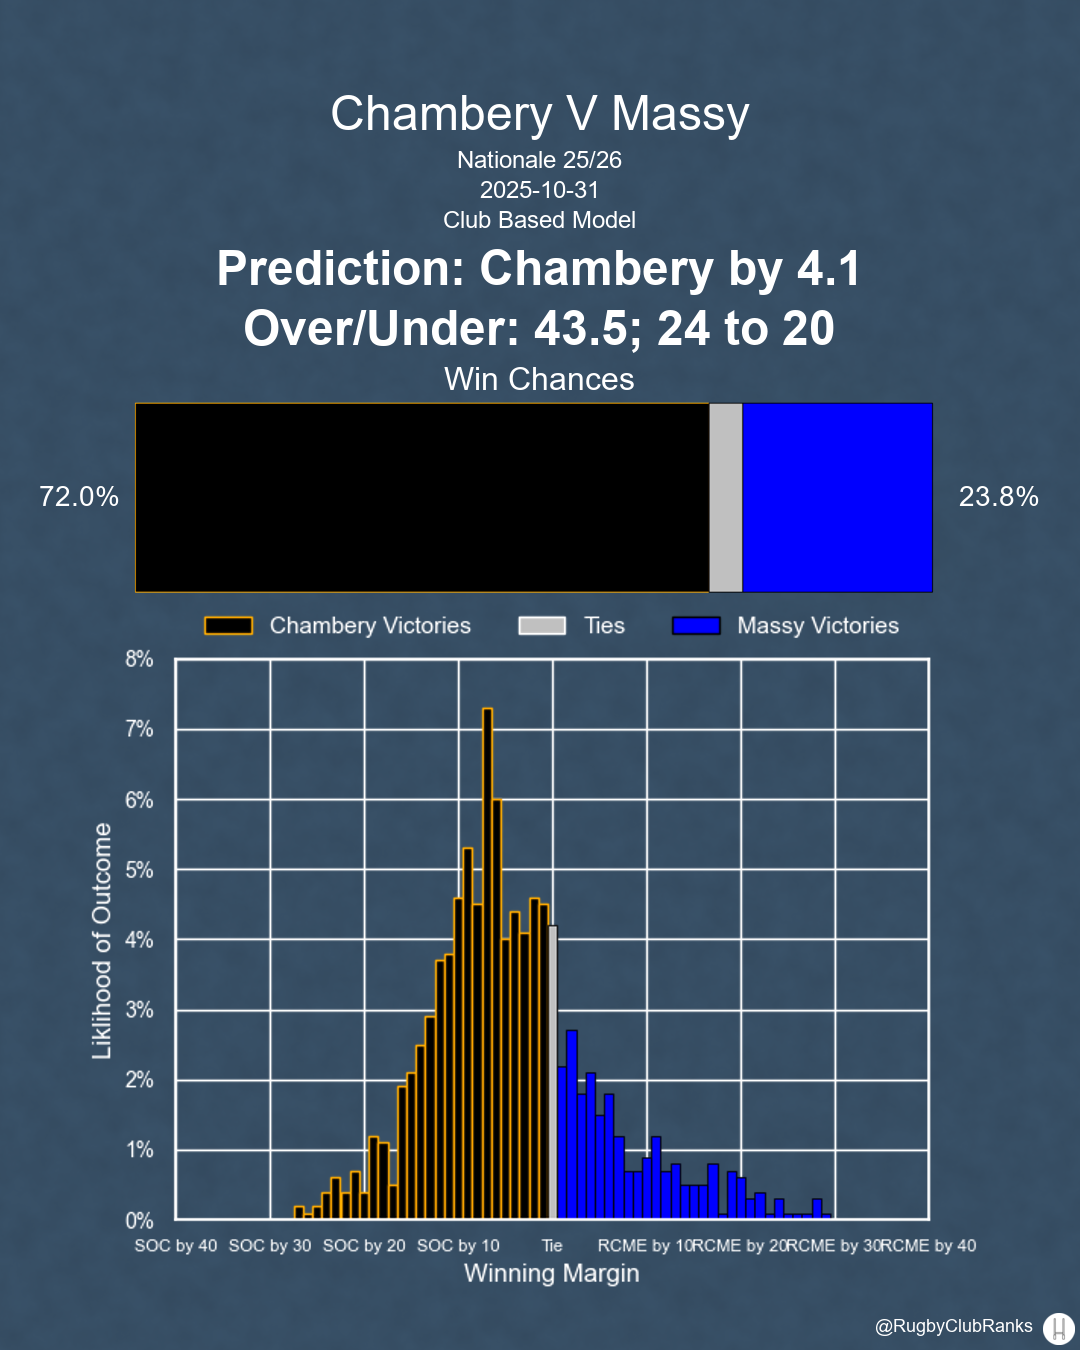 Chambery V Massy
Nationale 25/26
2025-10-31
Club Based Model
Prediction: Chambery by 4.1
Over/Under: 43.5; 24 to 20
Win Chances
72.0%
23.8%
Chambery Victories
Ties
Massy Victories
8%
7%
6%
5%
4%
3%
2%
1%
0%
Liklihood of Outcome
SOC by 40
SOC by 30
SOC by 20
SOC by 10
Tie
RCME by 10
RCME by 20
RCME by 30
RCME by 40
Winning Margin
@RugbyClubRanks